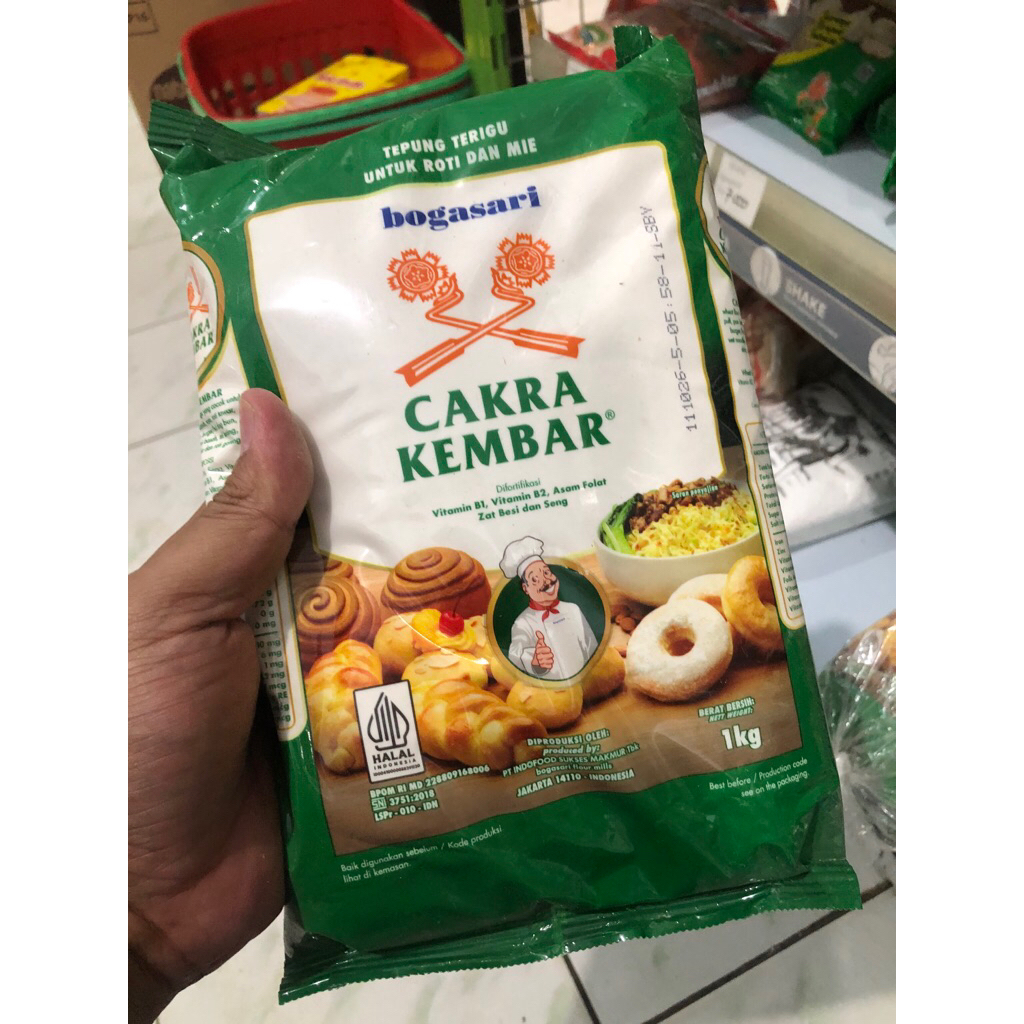 TEPUNG TERIGU
UNTUK ROTI DAN MIE
bogasari
111026-5-05:58-11-SBY
CAKRA
KEMBAR®
Difortifikasi
Vitamin B1, Vitamin B2, Asam Folat
Zat Besi dan Seng
Saran penyajian
HALAL
INDONESIA
BPOM RI MD 228809168006
SNI 3751:2018
LSPr - 010 - IDN
DIPRODUKSI OLEH:
produced by:
PT INDOFOOD SUKSES MAKMUR Tbk
bogasari flour mills
JAKARTA 14110 - INDONESIA
BERAT BERSIH:
NETT WEIGHT:
1kg
Baik digunakan sebelum / Kode produksi
lihat di kemasan.
Best before / Production code
see on the packaging.
SHAKE